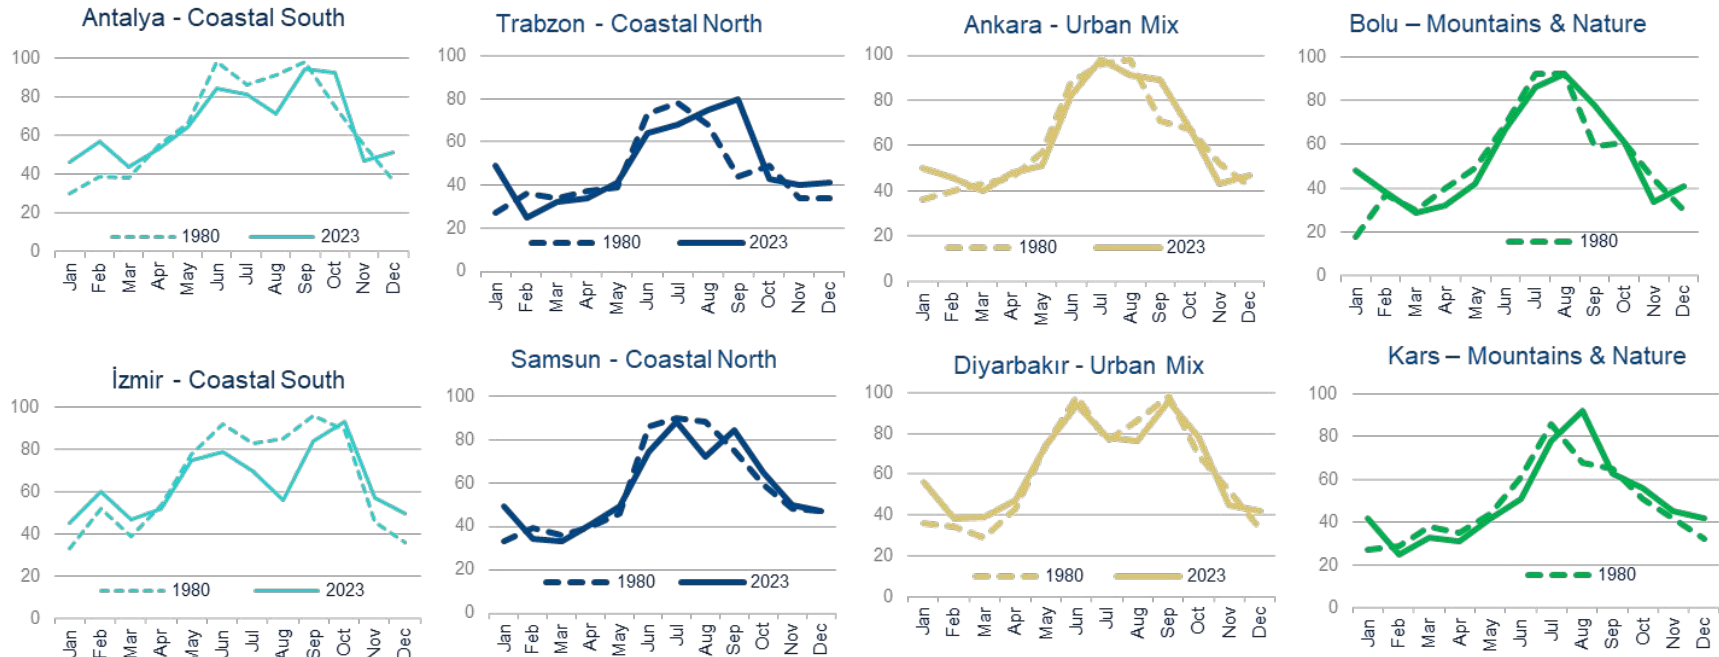 Antalya - Coastal South
100
80
60
40
20
0
1980
2023
Jan
Feb
Mar
Apr
May
Jun
Jul
Aug
Sep
Oct
Nov
Dec
Trabzon - Coastal North
100
80
60
40
20
0
1980
2023
Jan
Feb
Mar
Apr
May
Jun
Jul
Aug
Sep
Oct
Nov
Dec
Ankara - Urban Mix
100
80
60
40
20
0
1980
2023
Jan
Feb
Mar
Apr
May
Jun
Jul
Aug
Sep
Oct
Nov
Dec
Bolu – Mountains & Nature
100
80
60
40
20
0
1980
Jan
Feb
Mar
Apr
May
Jun
Jul
Aug
Sep
Oct
Nov
Dec
İzmir - Coastal South
100
80
60
40
20
0
1980
2023
Jan
Feb
Mar
Apr
May
Jun
Jul
Aug
Sep
Oct
Nov
Dec
Samsun - Coastal North
100
80
60
40
20
0
1980
2023
Jan
Feb
Mar
Apr
May
Jun
Jul
Aug
Sep
Oct
Nov
Dec
Diyarbakır - Urban Mix
100
80
60
40
20
0
1980
2023
Jan
Feb
Mar
Apr
May
Jun
Jul
Aug
Sep
Oct
Nov
Dec
Kars – Mountains & Nature
100
80
60
40
20
0
1980
Jan
Feb
Mar
Apr
May
Jun
Jul
Aug
Sep
Oct
Nov
Dec